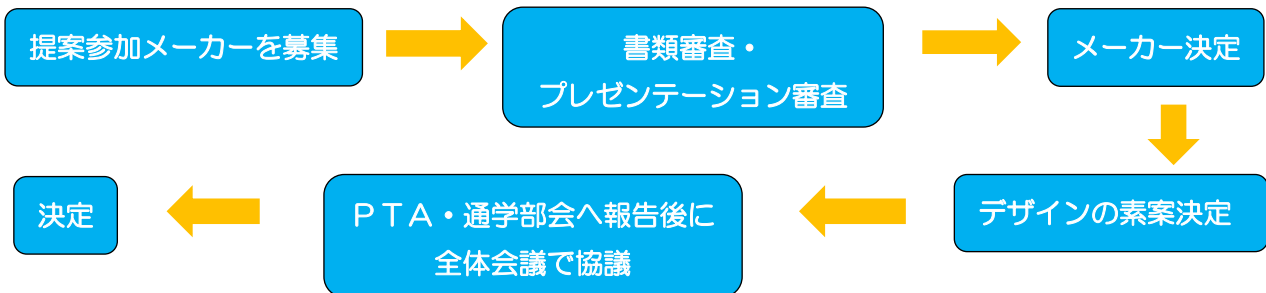 提案参加メーカーを募集
書類審査・
プレゼンテーション審査
メーカー決定
デザインの素案決定
ＰＴＡ・通学部会へ報告後に
全体会議で協議
決定